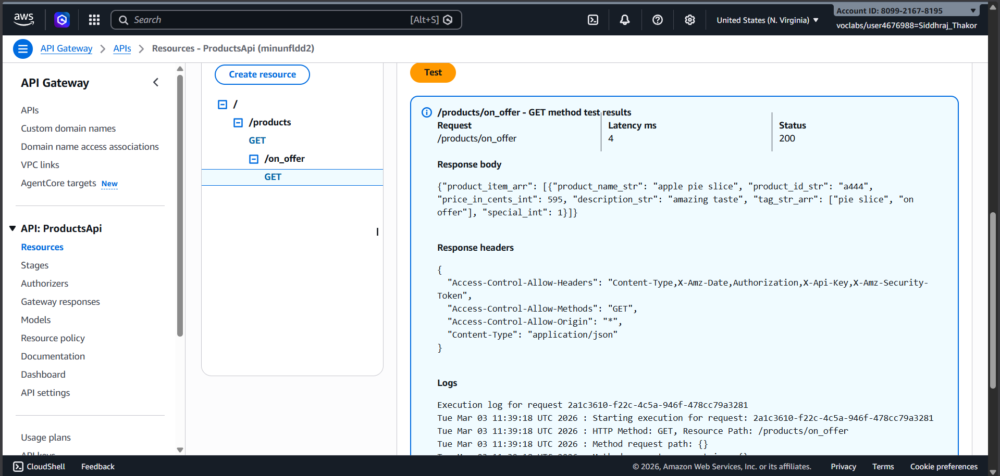 aws
Search
[Alt+S]
United States (N. Virginia)
Account ID: 8099-2167-8195
voclabs/user4676988=Siddhraj_Thakor
API Gateway
APIs
Resources - ProductsApi (minunfldd2)
API Gateway
APIs
Custom domain names
Domain name access associations
VPC links
AgentCore targets New
API: ProductsApi
Resources
Stages
Authorizers
Gateway responses
Models
Resource policy
Documentation
Dashboard
API settings
Usage plans
API keys
Create resource
/
/products
GET
/on_offer
GET
Test
/products/on_offer - GET method test results
Request
/products/on_offer
Latency ms
4
Status
200
Response body
{"product_item_arr": [{"product_name_str": "apple pie slice", "product_id_str": "a444",
"price_in_cents_int": 595, "description_str": "amazing taste", "tag_str_arr": ["pie slice", "on
offer"], "special_int": 1}]}
Response headers
{
"Access-Control-Allow-Headers": "Content-Type,X-Amz-Date,Authorization,X-Api-Key,X-Amz-Security-
Token",
"Access-Control-Allow-Methods": "GET",
"Access-Control-Allow-Origin": "*",
"Content-Type": "application/json"
}
Logs
Execution log for request 2a1c3610-f22c-4c5a-946f-478cc79a3281
Tue Mar 03 11:39:18 UTC 2026 : Starting execution for request: 2a1c3610-f22c-4c5a-946f-478cc79a3281
Tue Mar 03 11:39:18 UTC 2026 : HTTP Method: GET, Resource Path: /products/on_offer
Tue Mar 03 11:39:18 UTC 2026 : Method request path: {}
CloudShell
Feedback
© 2026, Amazon Web Services, Inc. or its affiliates.
Privacy
Terms
Cookie preferences